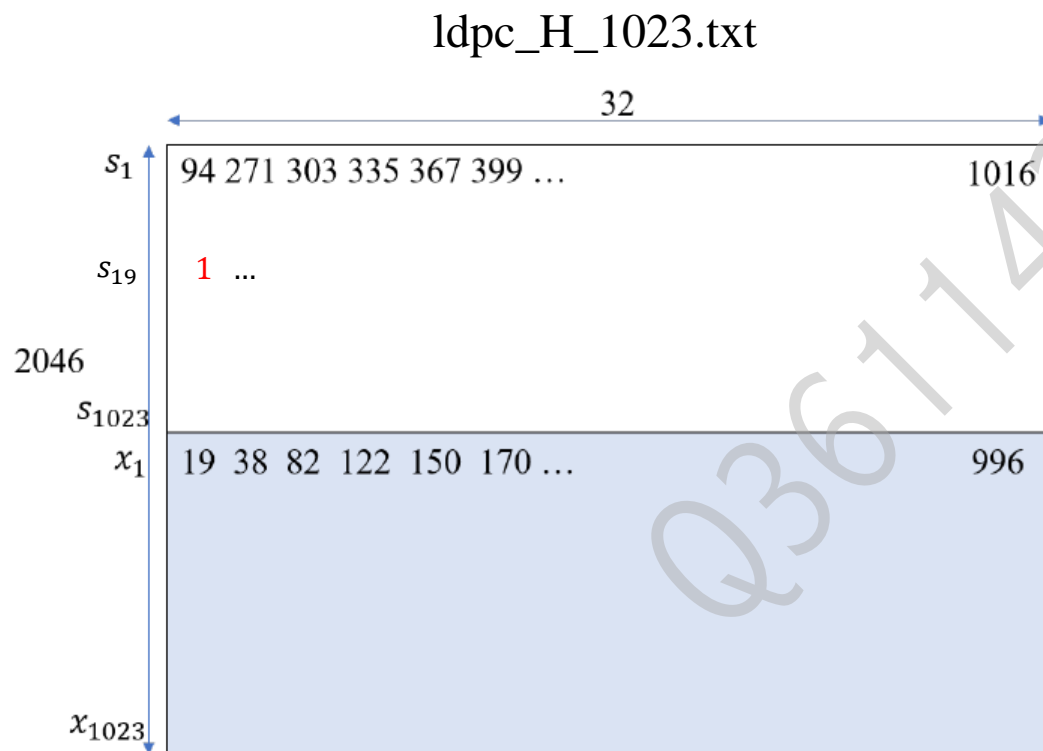 ldpc_H_1023.txt
32
s₁ 94 271 303 335 367 399 … 1016
s₁₉ 1 ...
2046
s₁₀₂₃
x₁ 19 38 82 122 150 170 … 996
x₁₀₂₃